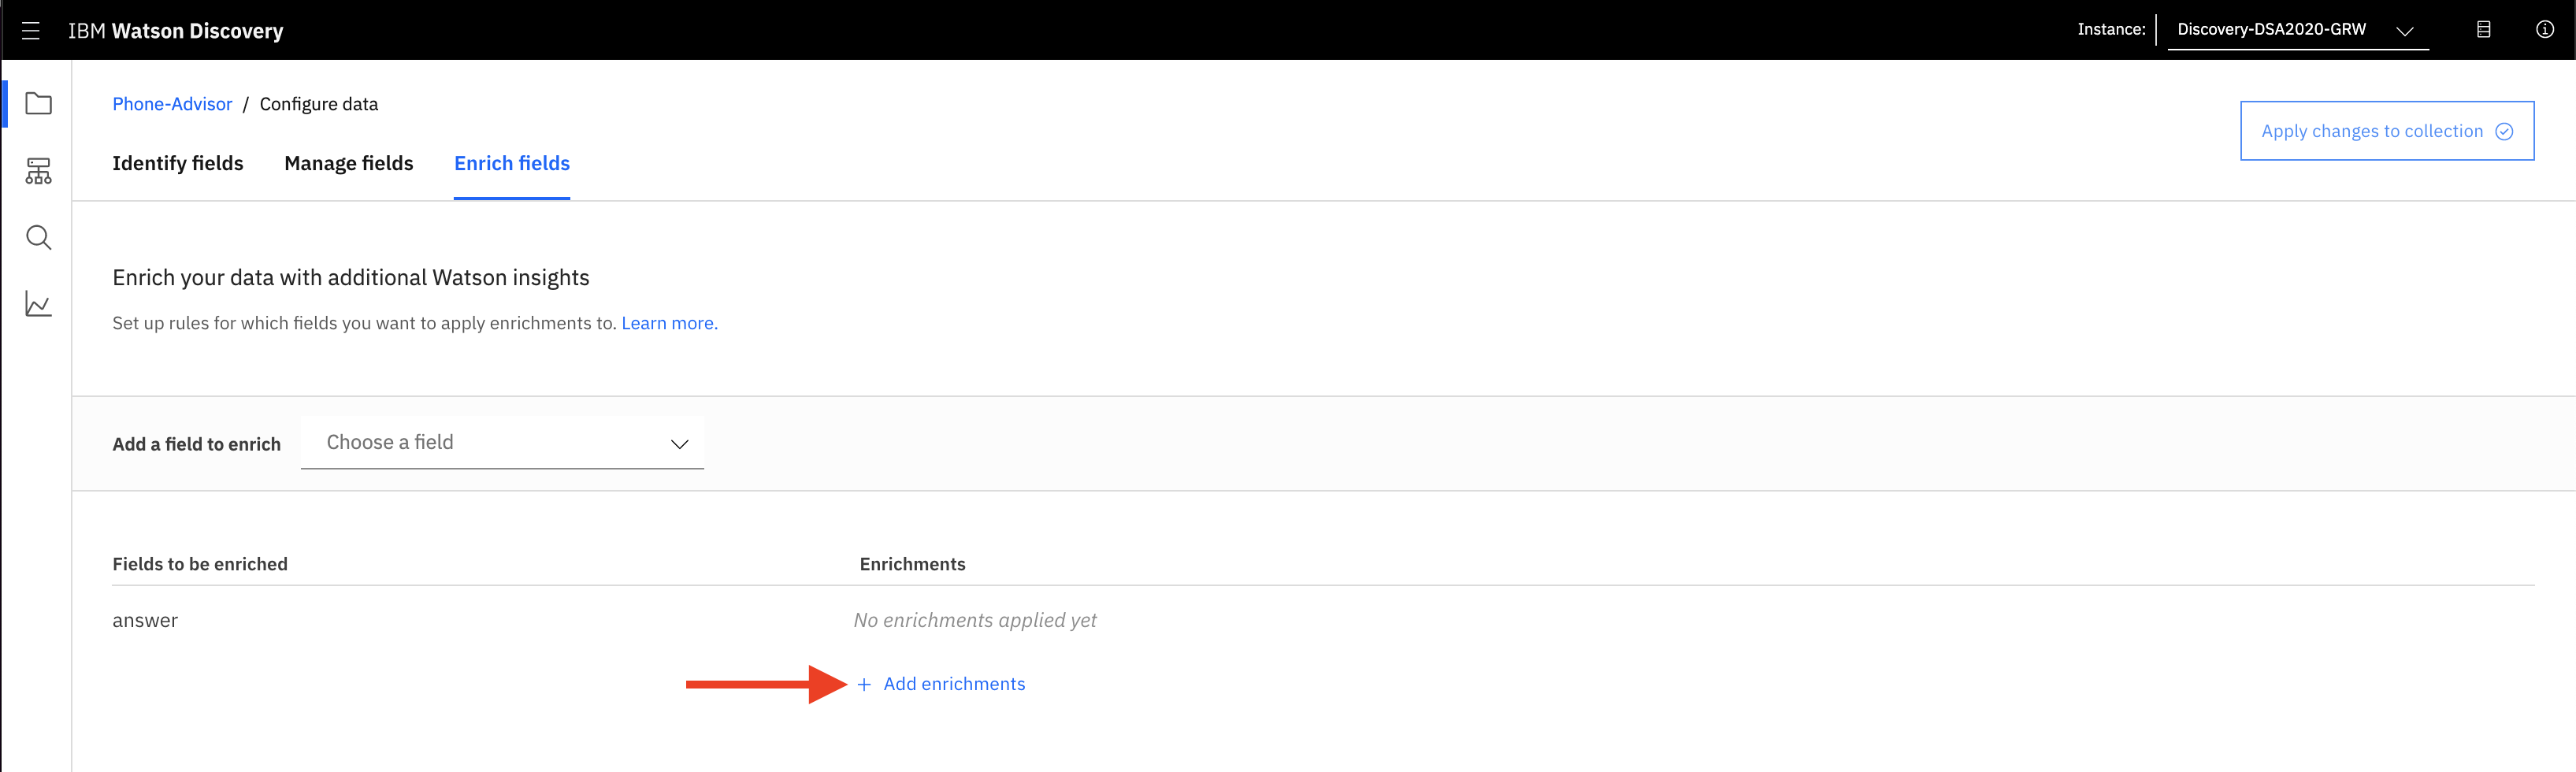 IBM Watson Discovery
Instance:
Discovery-DSA2020-GRW
Phone-Advisor / Configure data
Apply changes to collection
Identify fields
Manage fields
Enrich fields
Enrich your data with additional Watson insights
Set up rules for which fields you want to apply enrichments to. Learn more.
Add a field to enrich
Choose a field
Fields to be enriched
Enrichments
answer
No enrichments applied yet
+ Add enrichments